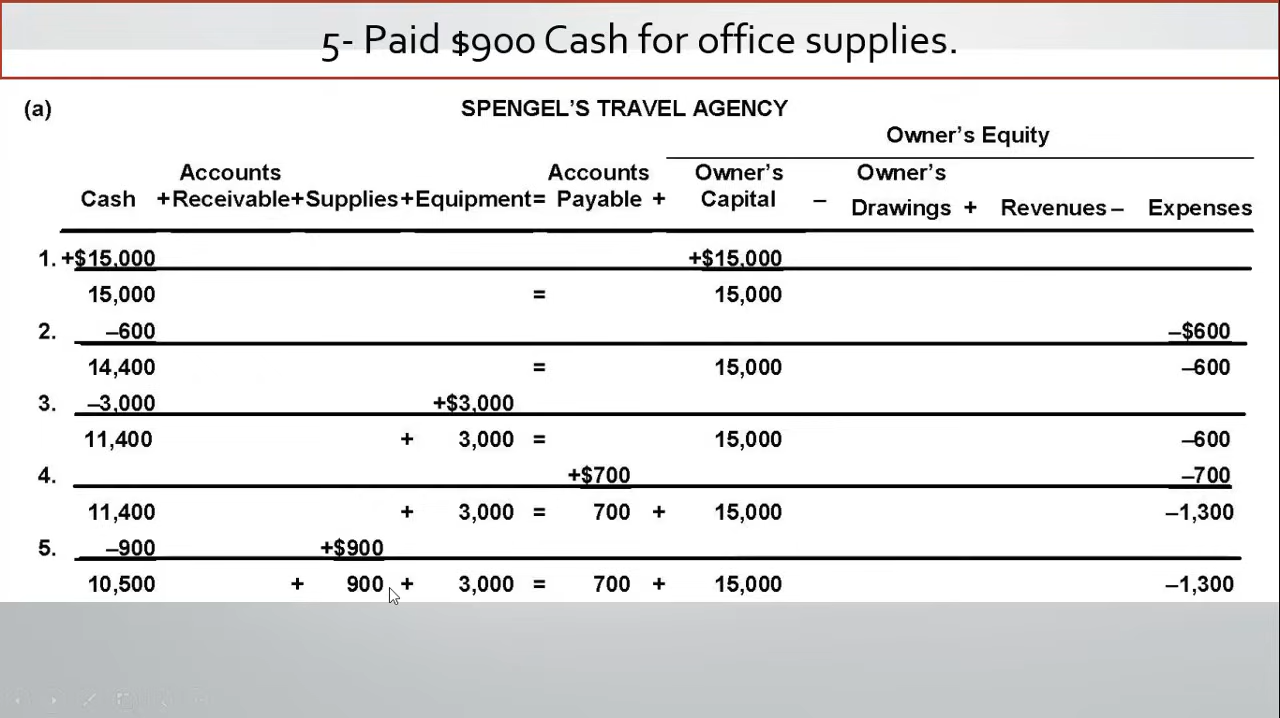 5- Paid $900 Cash for office supplies.
(a) SPENGEL'S TRAVEL AGENCY
Owner's Equity
Accounts Accounts Owner's Owner's
Cash +Receivable+Supplies+Equipment= Payable + Capital – Drawings + Revenues – Expenses
1. +$15,000 +$15,000
15,000 = 15,000
2. –600 –$600
14,400 = 15,000 –600
3. –3,000 +$3,000
11,400 + 3,000 = 15,000 –600
4. +$700 –700
11,400 + 3,000 = 700 + 15,000 –1,300
5. –900 +$900
10,500 + 900 + 3,000 = 700 + 15,000 –1,300